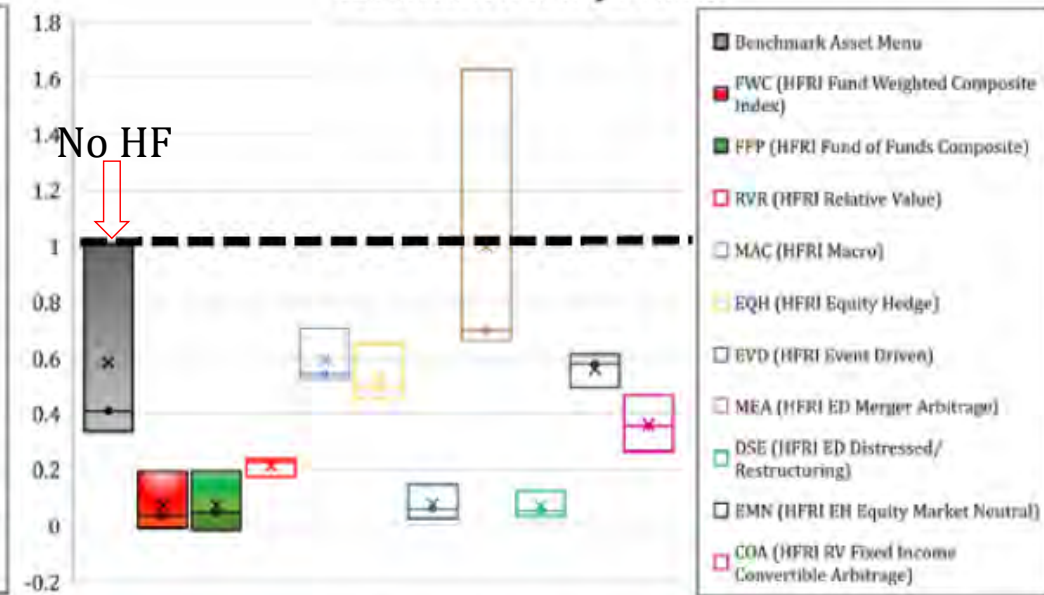 1.8
1.6
1.4
No HF
1.2
1
0.8
0.6
0.4
0.2
0
-0.2
Benchmark Asset Menu
FWC (HFRI Fund Weighted Composite
Index)
FFP (HFRI Fund of Funds Composite)
RVR (HFRI Relative Value)
MAC (HFRI Macro)
EQH (HFRI Equity Hedge)
EVD (HFRI Event Driven)
MEA (HFRI ED Merger Arbitrage)
DSE (HFRI ED Distressed/
Restructuring)
EMN (HFRI EH Equity Market Neutral)
COA (HFRI RV Fixed Income
Convertible Arbitrage)